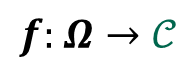 𝒇: 𝜴 → 𝒞